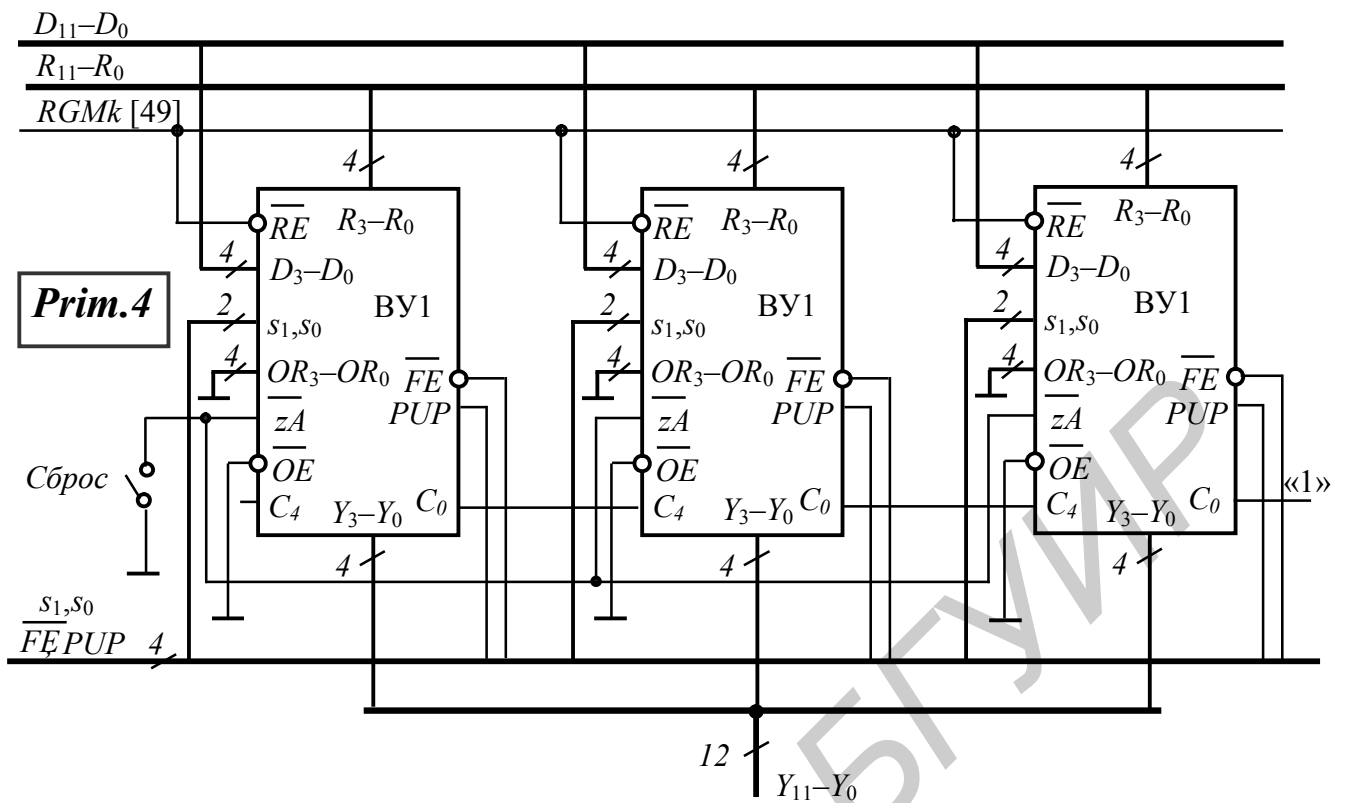 D₁₁–D₀
R₁₁–R₀
RGMk [49]
4 4 4
RE R₃–R₀ RE R₃–R₀ RE R₃–R₀
4 D₃–D₀ 4 D₃–D₀ 4 D₃–D₀
Prim.4
2 s₁,s₀ ВУ1 2 s₁,s₀ ВУ1 2 s₁,s₀ ВУ1
4 OR₃–OR₀ FE 4 OR₃–OR₀ FE 4 OR₃–OR₀ FE
zA PUP zA PUP zA PUP
Сброс OE OE OE
C₄ Y₃–Y₀ C₀ C₄ Y₃–Y₀ C₀ C₄ Y₃–Y₀ C₀ «1»
4 4 4
s₁,s₀
FE, PUP 4
12
Y₁₁–Y₀
БГУИР